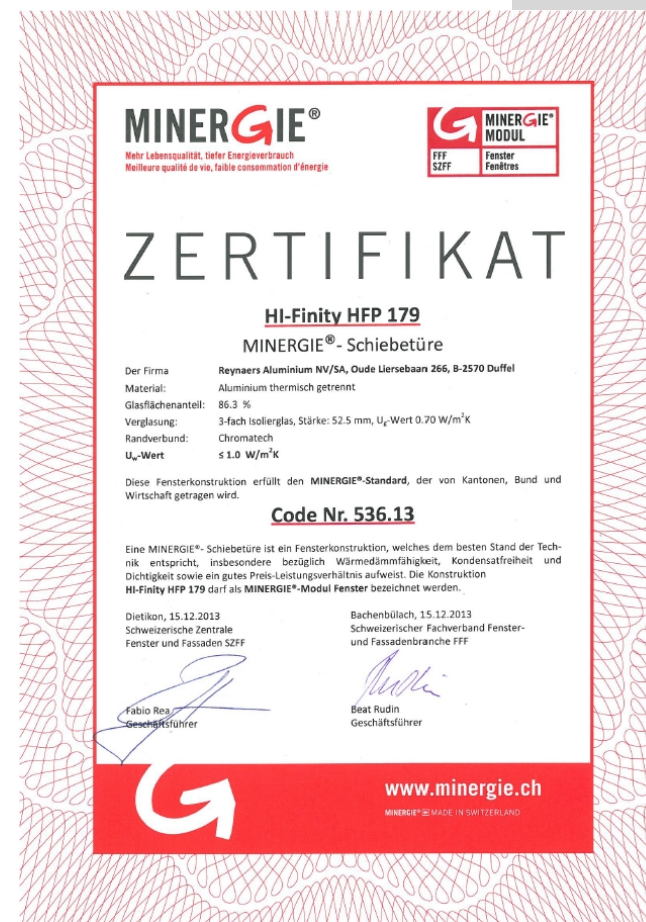 MINERGIE®
Mehr Lebensqualität, tiefer Energieverbrauch
Meilleure qualité de vie, faible consommation d'énergie
MINERGIE®
MODUL
FFF
SZFF
Fenster
Fenêtres
ZERTIFIKAT
HI-Finity HFP 179
MINERGIE®- Schiebetüre
Der Firma Reynaers Aluminium NV/SA, Oude Liersebaan 266, B-2570 Duffel
Material: Aluminium thermisch getrennt
Glasflächenanteil: 86.3 %
Verglasung: 3-fach Isolierglas, Stärke: 52.5 mm, Ug-Wert 0.70 W/m²K
Randverbund: Chromatech
Uw-Wert ≤ 1.0 W/m²K
Diese Fensterkonstruktion erfüllt den MINERGIE®-Standard, der von Kantonen, Bund und
Wirtschaft getragen wird.
Code Nr. 536.13
Eine MINERGIE®- Schiebetüre ist ein Fensterkonstruktion, welches dem besten Stand der Tech-
nik entspricht, insbesondere bezüglich Wärmedämmfähigkeit, Kondensatfreiheit und
Dichtigkeit sowie ein gutes Preis-Leistungsverhältnis aufweist. Die Konstruktion
HI-Finity HFP 179 darf als MINERGIE®-Modul Fenster bezeichnet werden.
Dietikon, 15.12.2013
Schweizerische Zentrale
Fenster und Fassaden SZFF
Fabio Rea
Geschäftsführer
Bachenbülach, 15.12.2013
Schweizerischer Fachverband Fenster-
und Fassadenbranche FFF
Beat Rudin
Geschäftsführer
www.minergie.ch
MINERGIE® MADE IN SWITZERLAND